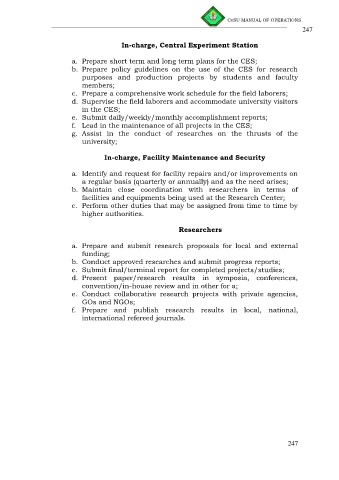 CNSU MANUAL OF OPERATIONS
247
In-charge, Central Experiment Station
a. Prepare short term and long term plans for the CES;
b. Prepare policy guidelines on the use of the CES for research
purposes and production projects by students and faculty
members;
c. Prepare a comprehensive work schedule for the field laborers;
d. Supervise the field laborers and accommodate university visitors
in the CES;
e. Submit daily/weekly/monthly accomplishment reports;
f. Lead in the maintenance of all projects in the CES;
g. Assist in the conduct of researches on the thrusts of the
university;
In-charge, Facility Maintenance and Security
a. Identify and request for facility repairs and/or improvements on
a regular basis (quarterly or annually) and as the need arises;
b. Maintain close coordination with researchers in terms of
facilities and equipments being used at the Research Center;
c. Perform other duties that may be assigned from time to time by
higher authorities.
Researchers
a. Prepare and submit research proposals for local and external
funding;
b. Conduct approved researches and submit progress reports;
c. Submit final/terminal report for completed projects/studies;
d. Present paper/research results in symposia, conferences,
convention/in-house review and in other for a;
e. Conduct collaborative research projects with private agencies,
GOs and NGOs;
f. Prepare and publish research results in local, national,
international refereed journals.
247